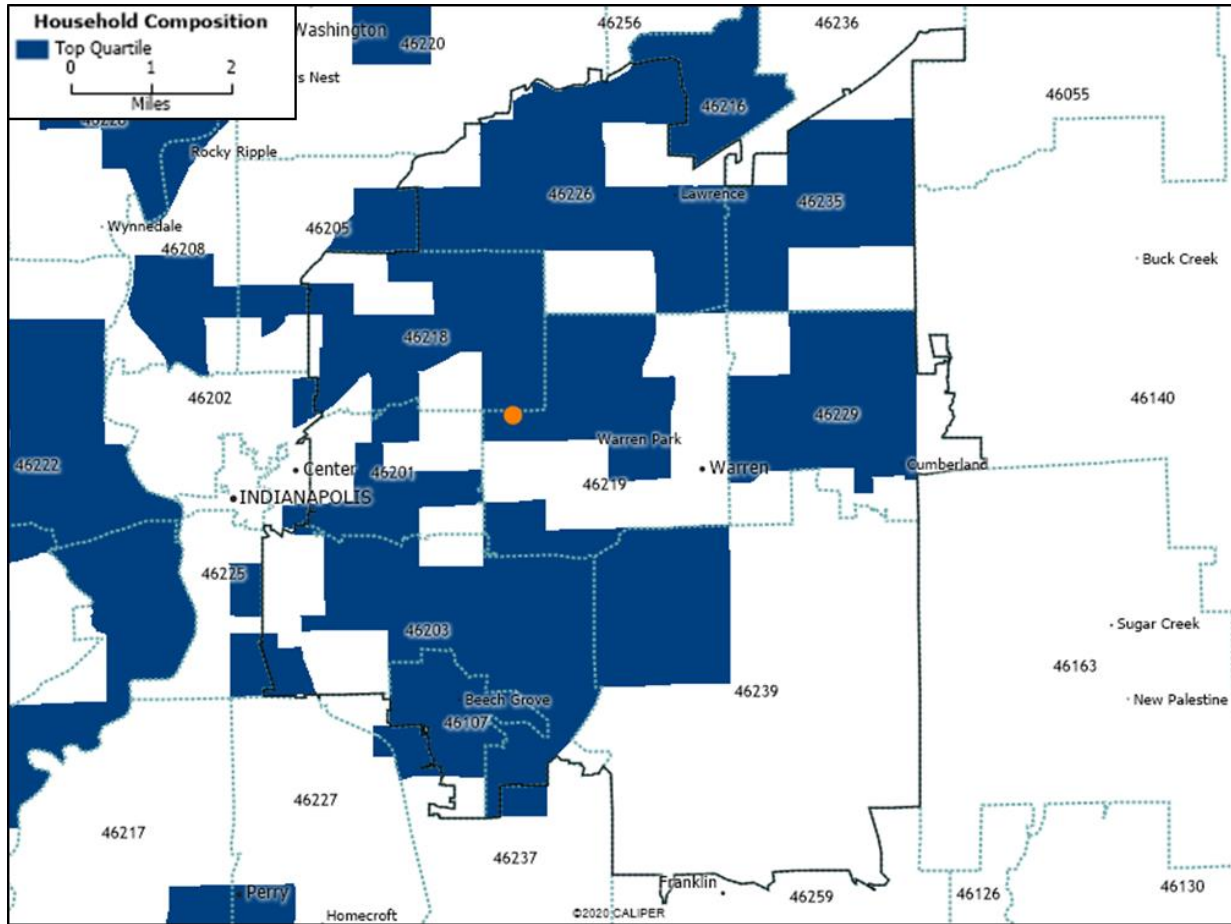 Household Composition
Top Quartile
0 1 2
Miles
Washington
46220
46256
46236
s Nest
46216
46055
Rocky Ripple
46226
Lawrence
46235
Wynnedale
46205
46208
Buck Creek
46218
46202
46140
46229
Warren Park
46222
Center
46201
Warren
Cumberland
INDIANAPOLIS
46219
46225
46203
Sugar Creek
46163
46239
Beech Grove
New Palestine
46107
46227
46217
46237
Franklin
Perry
46259
46126
46130
Homecroft
©2020 CALIPER